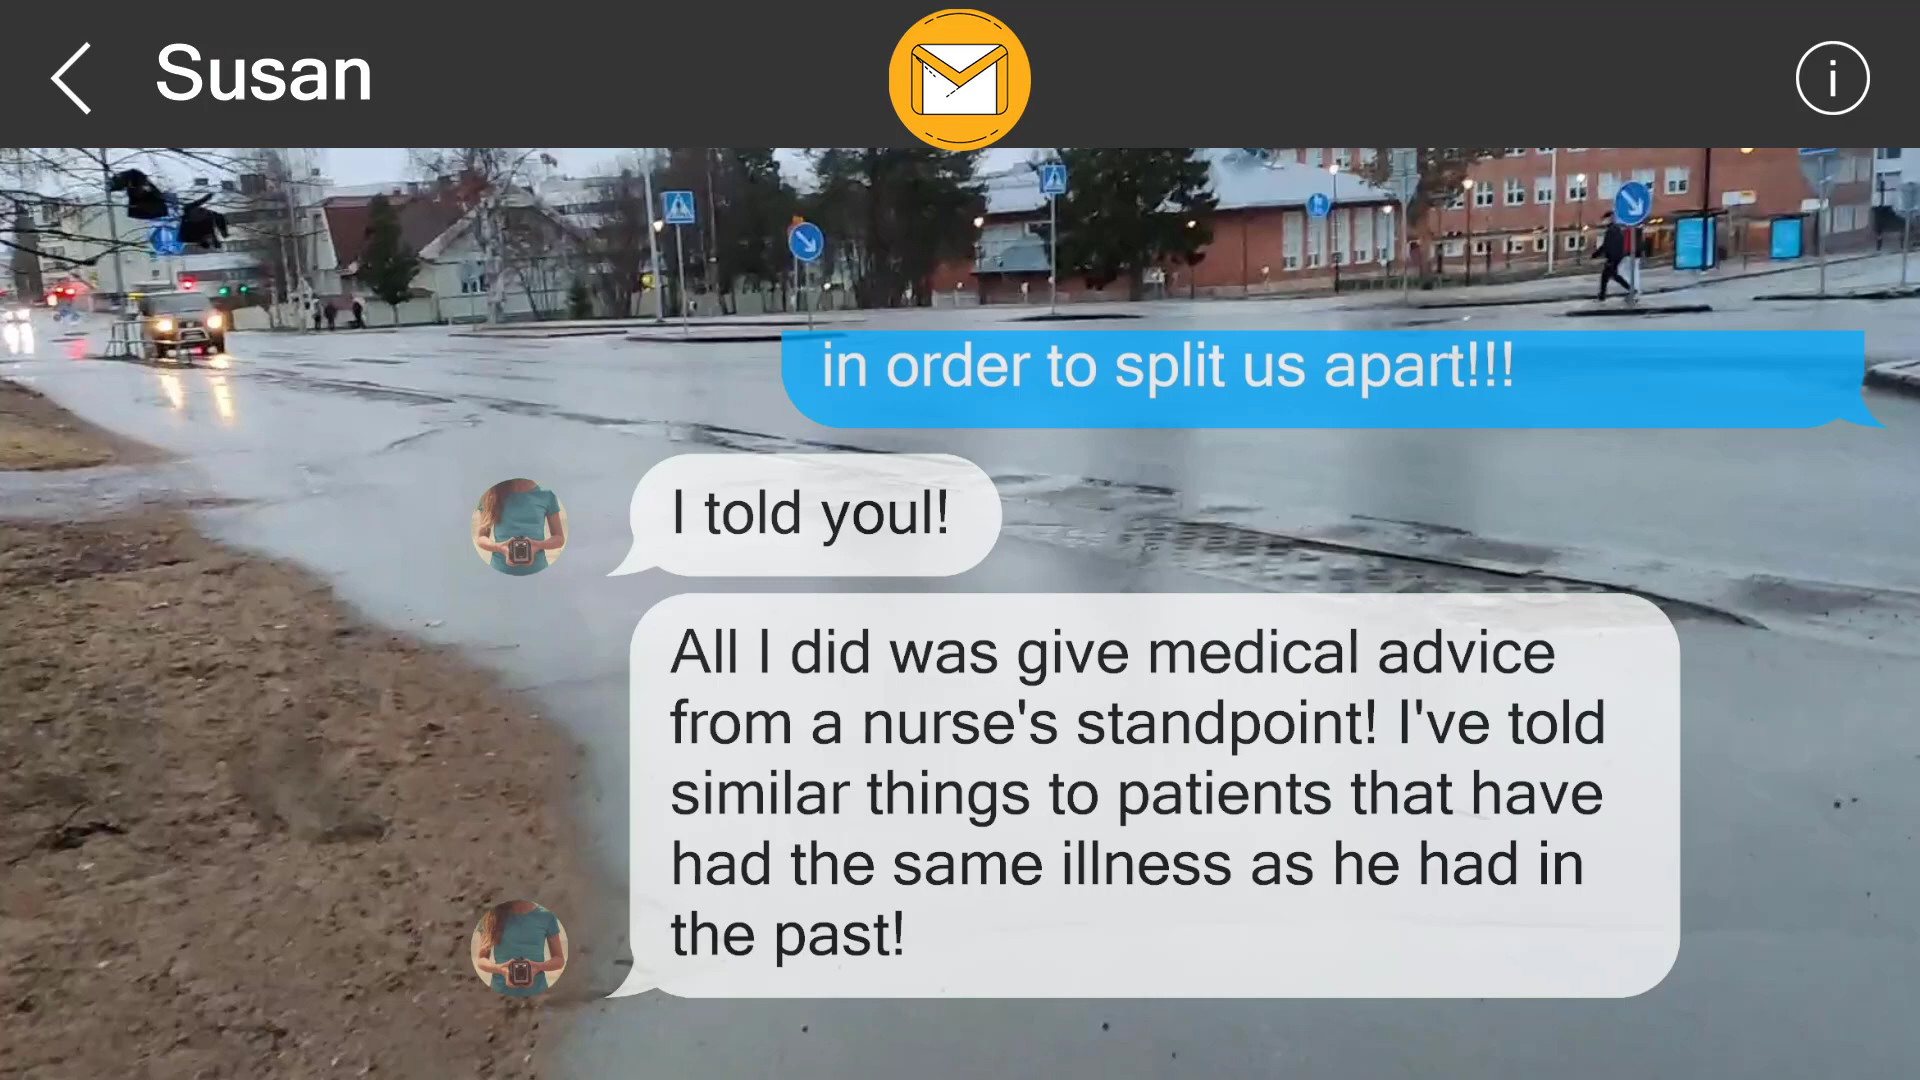 Susan
i
in order to split us apart!!!
I told youl!
All I did was give medical advice
from a nurse's standpoint! I've told
similar things to patients that have
had the same illness as he had in
the past!